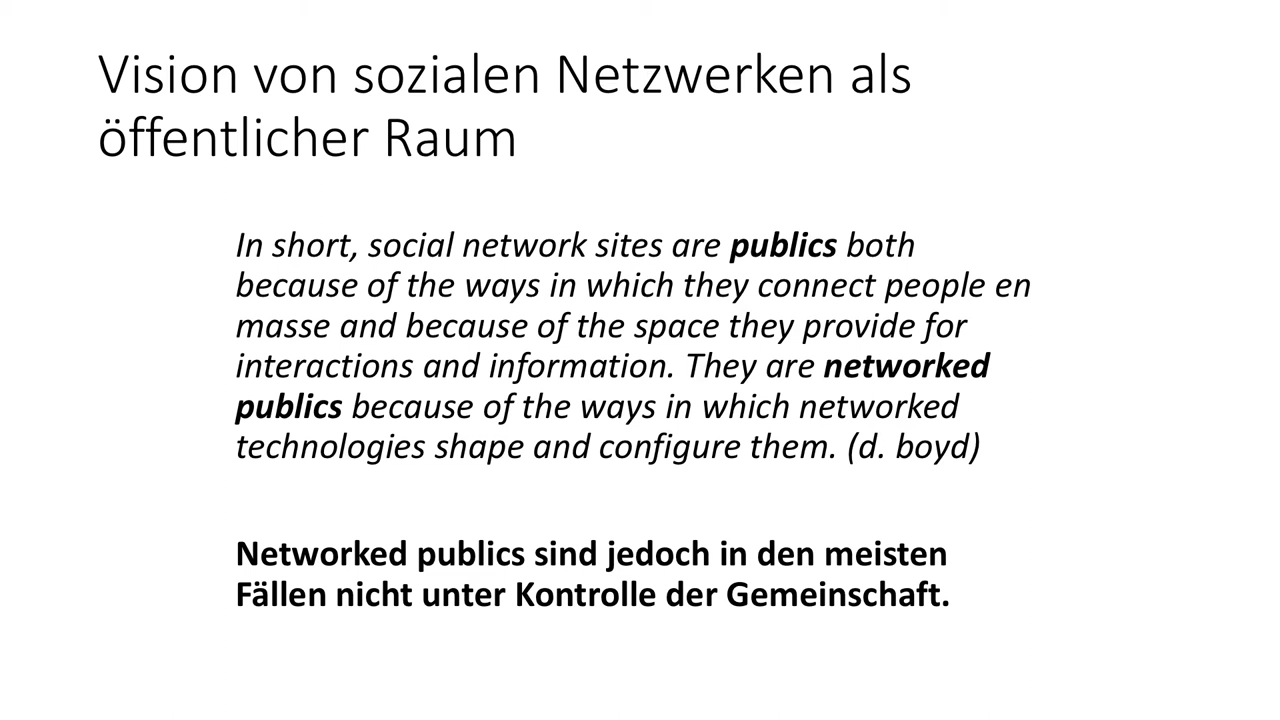 Vision von sozialen Netzwerken als
öffentlicher Raum
In short, social network sites are publics both
because of the ways in which they connect people en
masse and because of the space they provide for
interactions and information. They are networked
publics because of the ways in which networked
technologies shape and configure them. (d. boyd)
Networked publics sind jedoch in den meisten
Fällen nicht unter Kontrolle der Gemeinschaft.